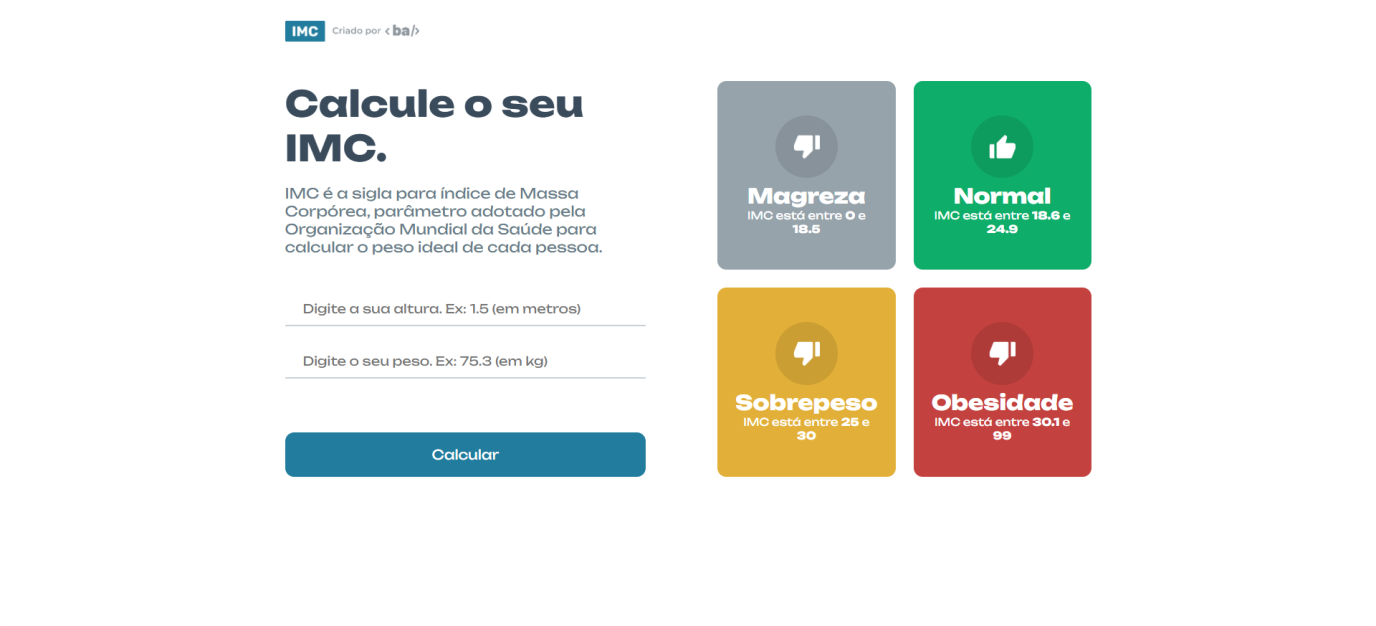 IMC Criado por <ba/>
Calcule o seu
IMC.
IMC é a sigla para índice de Massa
Corpórea, parâmetro adotado pela
Organização Mundial da Saúde para
calcular o peso ideal de cada pessoa.
Digite a sua altura. Ex: 1.5 (em metros)
Digite o seu peso. Ex: 75.3 (em kg)
Calcular
Magreza
IMC está entre 0 e
18.5
Normal
IMC está entre 18.6 e
24.9
Sobrepeso
IMC está entre 25 e
30
Obesidade
IMC está entre 30.1 e
99